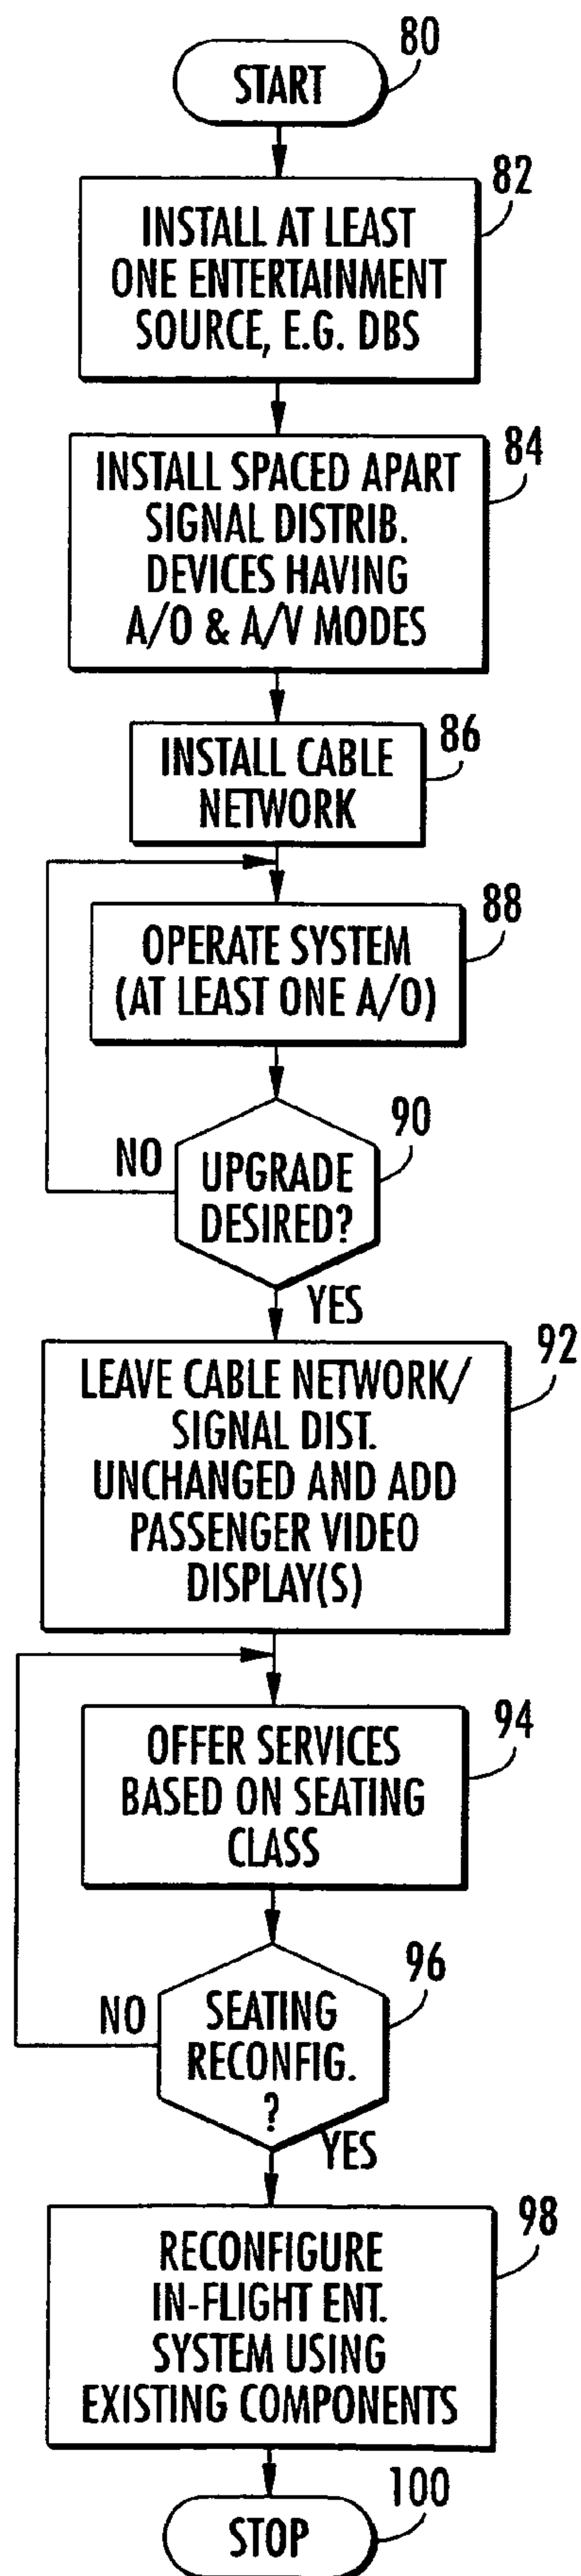 80
START
82
INSTALL AT LEAST
ONE ENTERTAINMENT
SOURCE, E.G. DBS
84
INSTALL SPACED APART
SIGNAL DISTRIB.
DEVICES HAVING
A/O & A/V MODES
86
INSTALL CABLE
NETWORK
88
OPERATE SYSTEM
(AT LEAST ONE A/O)
90
NO
UPGRADE
DESIRED?
YES
92
LEAVE CABLE NETWORK/
SIGNAL DIST.
UNCHANGED AND ADD
PASSENGER VIDEO
DISPLAY(S)
94
OFFER SERVICES
BASED ON SEATING
CLASS
96
NO
SEATING
RECONFIG.
?
YES
98
RECONFIGURE
IN-FLIGHT ENT.
SYSTEM USING
EXISTING COMPONENTS
100
STOP